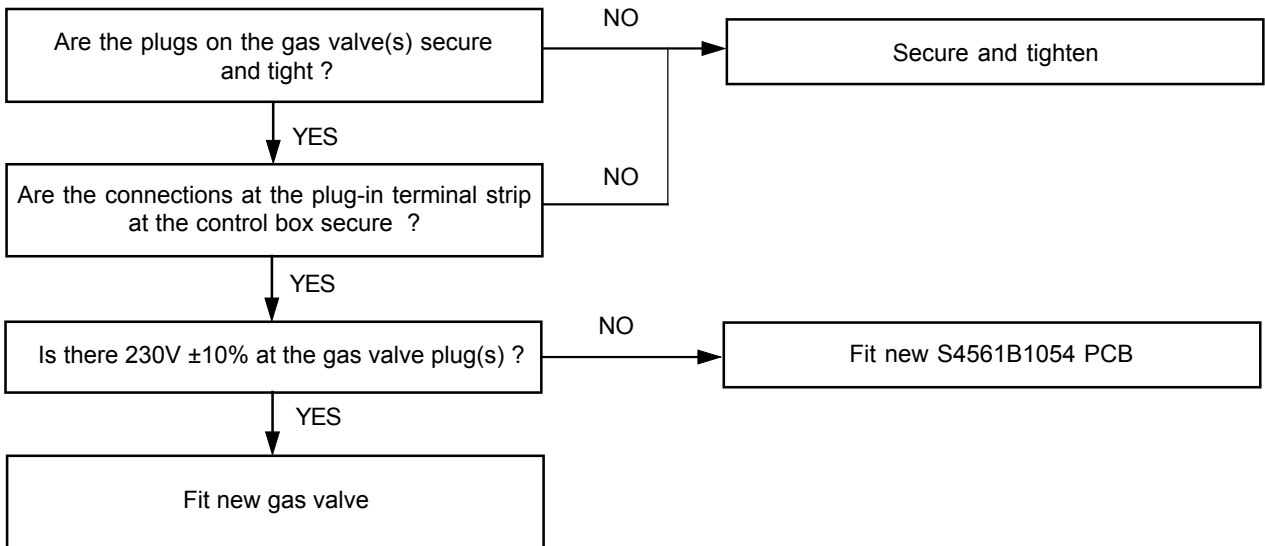 Are the plugs on the gas valve(s) secure
and tight ?
NO
Secure and tighten
YES
Are the connections at the plug-in terminal strip
at the control box secure ?
NO
YES
Is there 230V ±10% at the gas valve plug(s) ?
NO
Fit new S4561B1054 PCB
YES
Fit new gas valve